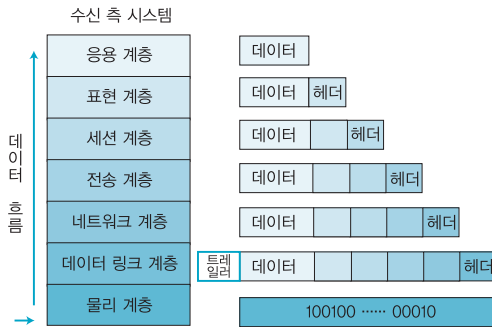 수신 측 시스템
데이터 흐름
응용 계층
데이터
표현 계층
데이터 헤더
세션 계층
데이터 헤더
전송 계층
데이터 헤더
네트워크 계층
데이터 헤더
데이터 링크 계층
트레
일러
데이터 헤더
물리 계층
100100 ······ 00010